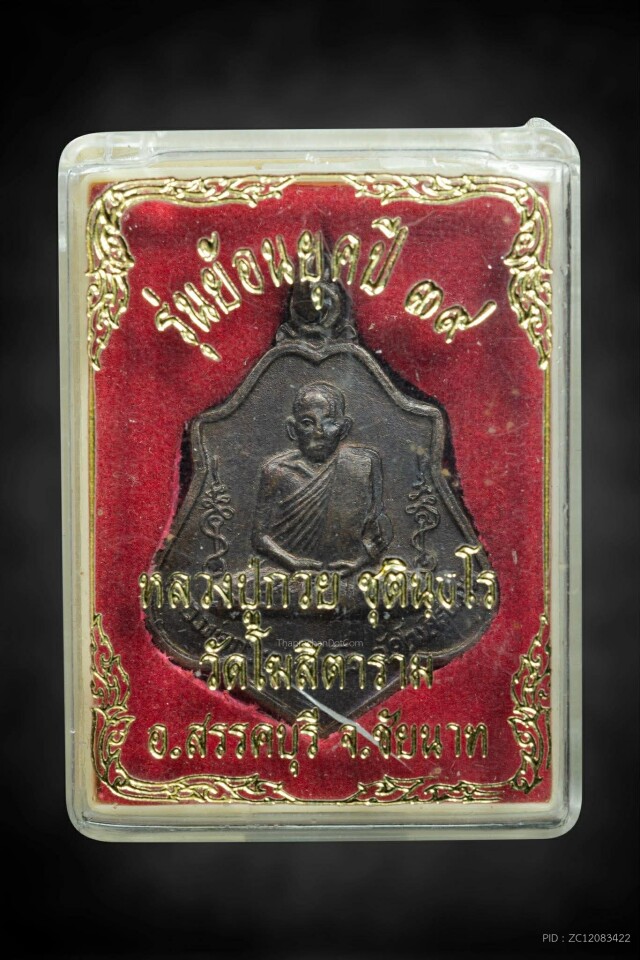 รุ่นย้อนยุคปี ๓๙
หลวงปู่กวย ชุตินฺธโร
วัดโฆสิตาราม
อ.สรรคบุรี จ.ชัยนาท
PID : ZC12083422